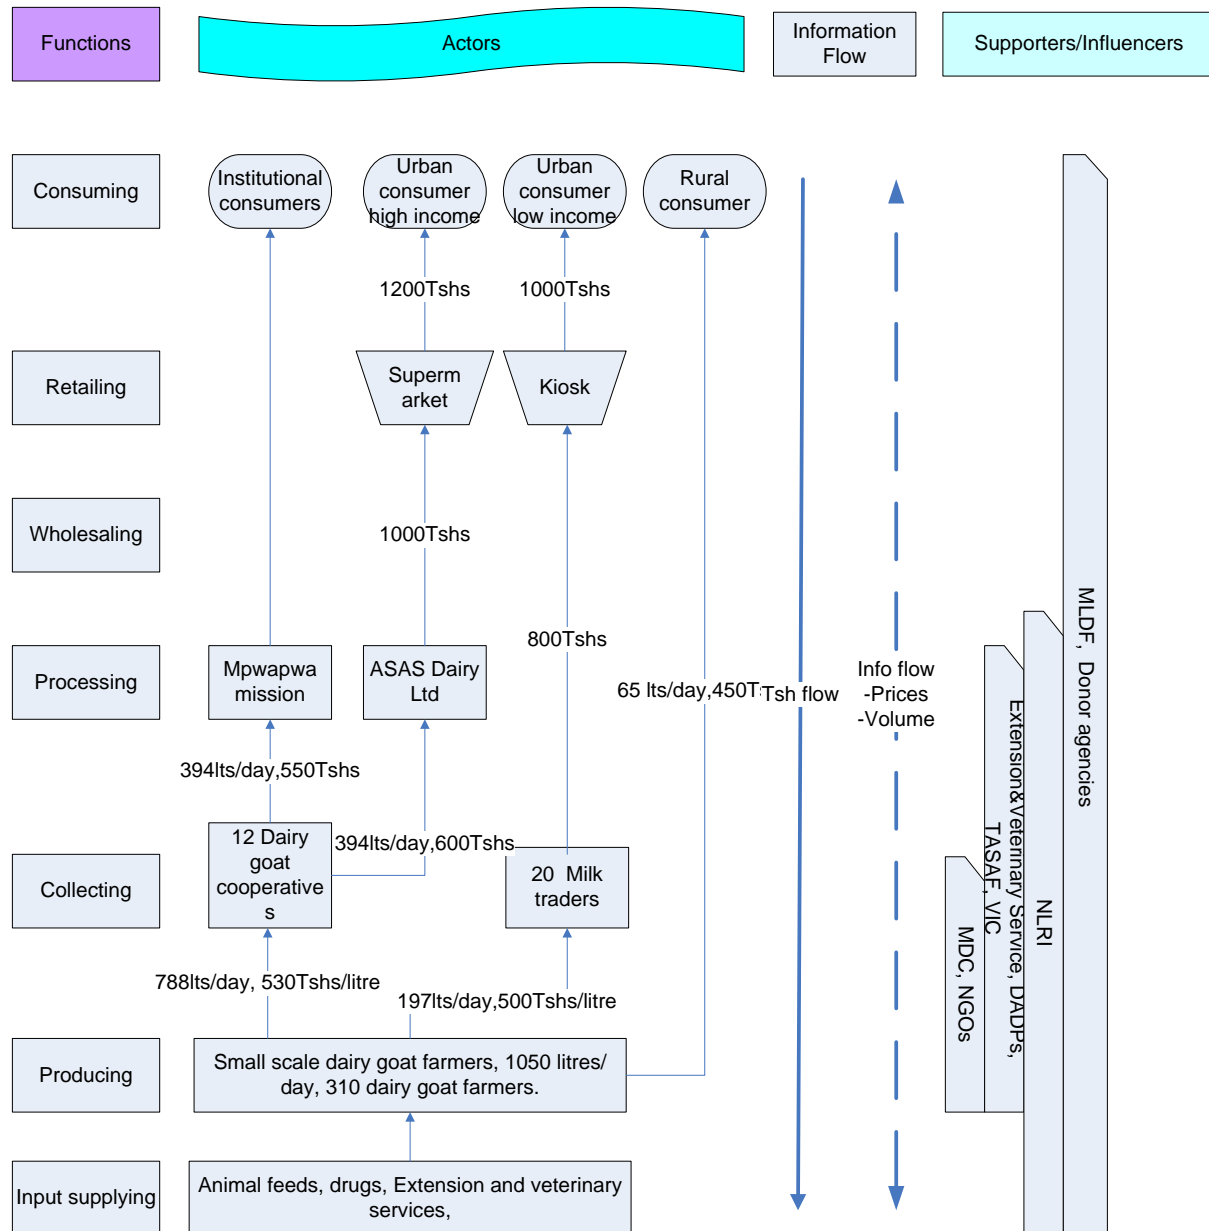 Functions
Actors
Information
Flow
Supporters/Influencers
Consuming
Institutional
consumers
Urban
consumer
high income
Urban
consumer
low income
Rural
consumer
1200Tshs
1000Tshs
Retailing
Superm
arket
Kiosk
Wholesaling
1000Tshs
800Tshs
Processing
Mpwapwa
mission
ASAS Dairy
Ltd
65 lts/day,450T
Tsh flow
Info flow
-Prices
-Volume
394lts/day,550Tshs
394lts/day,600Tshs
Collecting
12 Dairy
goat
cooperative
s
20 Milk
traders
788lts/day, 530Tshs/litre
197lts/day,500Tshs/litre
Producing
Small scale dairy goat farmers, 1050 litres/
day, 310 dairy goat farmers.
Input supplying
Animal feeds, drugs, Extension and veterinary
services,
MDC, NGOs
Extension&Veterinary Service, DADPs,
TASAF, VIC
NLRI
MLDF, Donor agencies